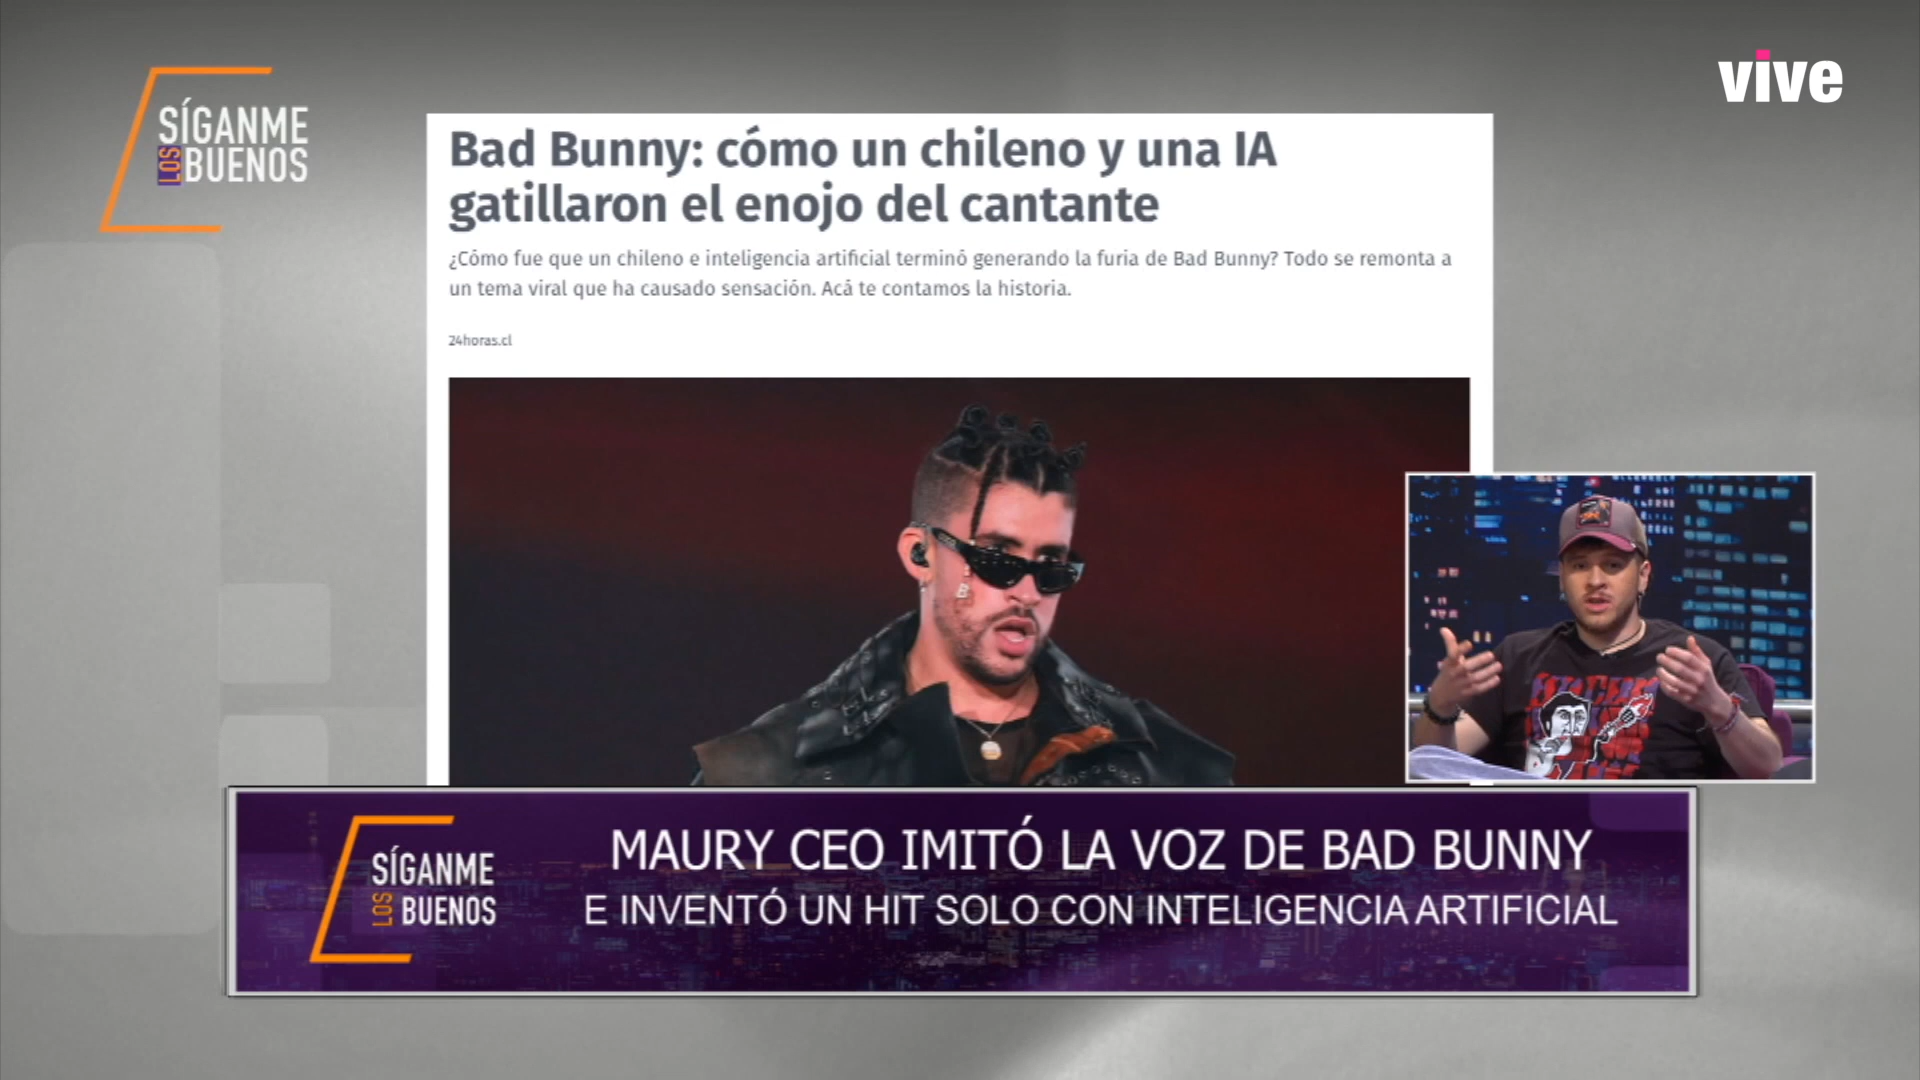 SÍGANME
LOS BUENOS
vive
Bad Bunny: cómo un chileno y una IA
gatillaron el enojo del cantante
¿Cómo fue que un chileno e inteligencia artificial terminó generando la furia de Bad Bunny? Todo se remonta a
un tema viral que ha causado sensación. Acá te contamos la historia.
24horas.cl
SÍGANME
LOS BUENOS
MAURY CEO IMITÓ LA VOZ DE BAD BUNNY
E INVENTÓ UN HIT SOLO CON INTELIGENCIA ARTIFICIAL